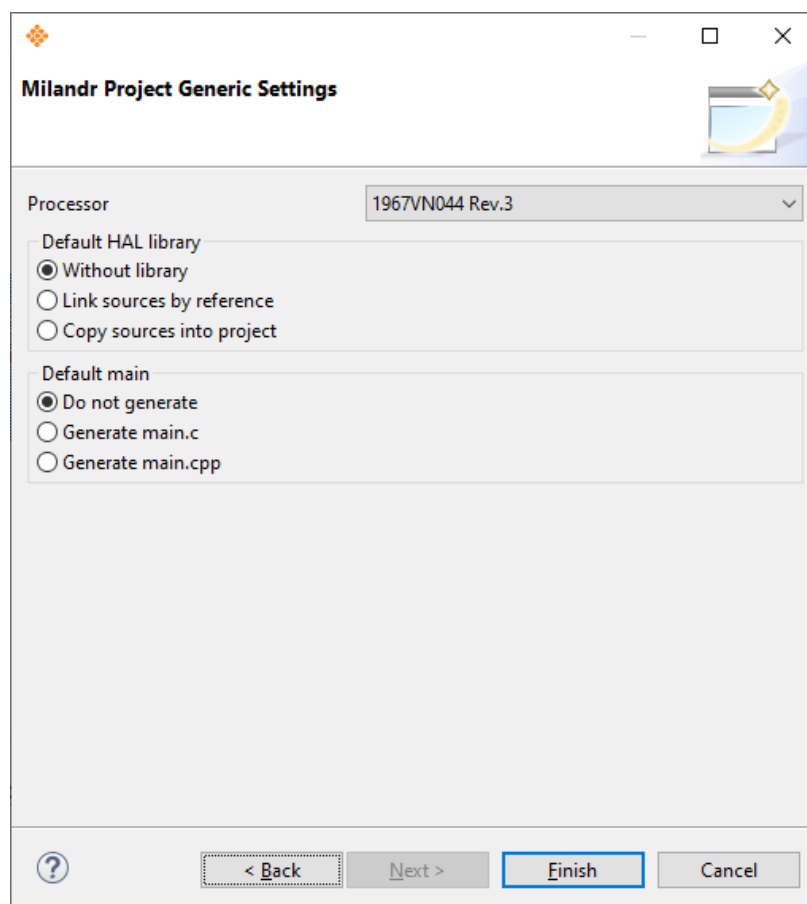 Milandr Project Generic Settings
Processor 1967VN044 Rev.3
Default HAL library
Without library
Link sources by reference
Copy sources into project
Default main
Do not generate
Generate main.c
Generate main.cpp
? < Back Next > Finish Cancel